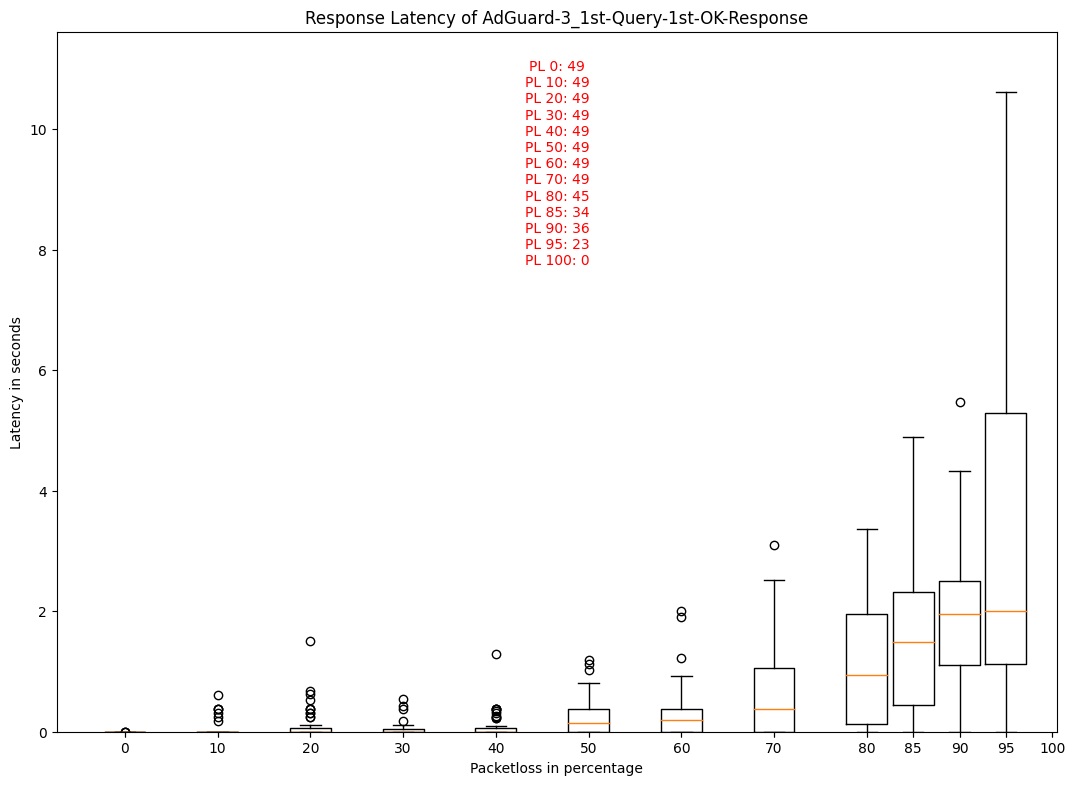 Response Latency of AdGuard-3_1st-Query-1st-OK-Response
PL 0: 49
PL 10: 49
PL 20: 49
PL 30: 49
PL 40: 49
PL 50: 49
PL 60: 49
PL 70: 49
PL 80: 45
PL 85: 34
PL 90: 36
PL 95: 23
PL 100: 0
Latency in seconds
10
8
6
4
2
0
0 10 20 30 40 50 60 70 80 85 90 95 100
Packetloss in percentage